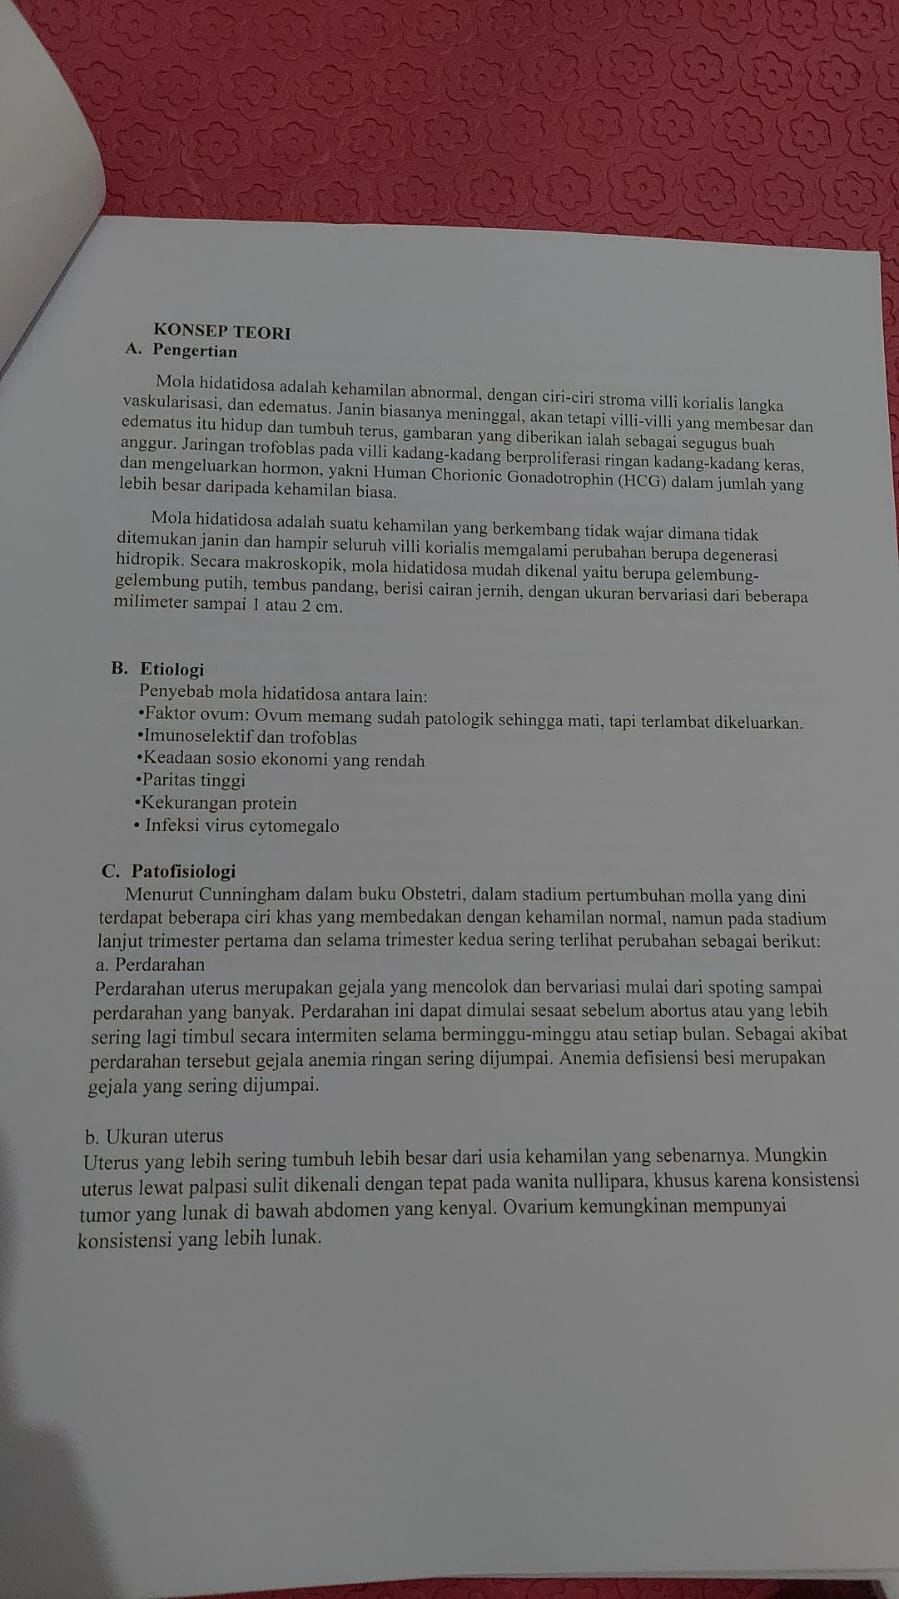 KONSEP TEORI
A. Pengertian
Mola hidatidosa adalah kehamilan abnormal, dengan ciri-ciri stroma villi korialis langka
vaskularisasi, dan edematus. Janin biasanya meninggal, akan tetapi villi-villi yang membesar dan
edematus itu hidup dan tumbuh terus, gambaran yang diberikan ialah sebagai segugus buah
anggur. Jaringan trofoblas pada villi kadang-kadang berproliferasi ringan kadang-kadang keras,
dan mengeluarkan hormon, yakni Human Chorionic Gonadotrophin (HCG) dalam jumlah yang
lebih besar daripada kehamilan biasa.
Mola hidatidosa adalah suatu kehamilan yang berkembang tidak wajar dimana tidak
ditemukan janin dan hampir seluruh villi korialis memgalami perubahan berupa degenerasi
hidropik. Secara makroskopik, mola hidatidosa mudah dikenal yaitu berupa gelembung-
gelembung putih, tembus pandang, berisi cairan jernih, dengan ukuran bervariasi dari beberapa
milimeter sampai 1 atau 2 cm.
B. Etiologi
Penyebab mola hidatidosa antara lain:
•Faktor ovum: Ovum memang sudah patologik sehingga mati, tapi terlambat dikeluarkan.
•Imunoselektif dan trofoblas
•Keadaan sosio ekonomi yang rendah
•Paritas tinggi
•Kekurangan protein
• Infeksi virus cytomegalo
C. Patofisiologi
Menurut Cunningham dalam buku Obstetri, dalam stadium pertumbuhan molla yang dini
terdapat beberapa ciri khas yang membedakan dengan kehamilan normal, namun pada stadium
lanjut trimester pertama dan selama trimester kedua sering terlihat perubahan sebagai berikut:
a. Perdarahan
Perdarahan uterus merupakan gejala yang mencolok dan bervariasi mulai dari spoting sampai
perdarahan yang banyak. Perdarahan ini dapat dimulai sesaat sebelum abortus atau yang lebih
sering lagi timbul secara intermiten selama berminggu-minggu atau setiap bulan. Sebagai akibat
perdarahan tersebut gejala anemia ringan sering dijumpai. Anemia defisiensi besi merupakan
gejala yang sering dijumpai.
b. Ukuran uterus
Uterus yang lebih sering tumbuh lebih besar dari usia kehamilan yang sebenarnya. Mungkin
uterus lewat palpasi sulit dikenali dengan tepat pada wanita nullipara, khusus karena konsistensi
tumor yang lunak di bawah abdomen yang kenyal. Ovarium kemungkinan mempunyai
konsistensi yang lebih lunak.